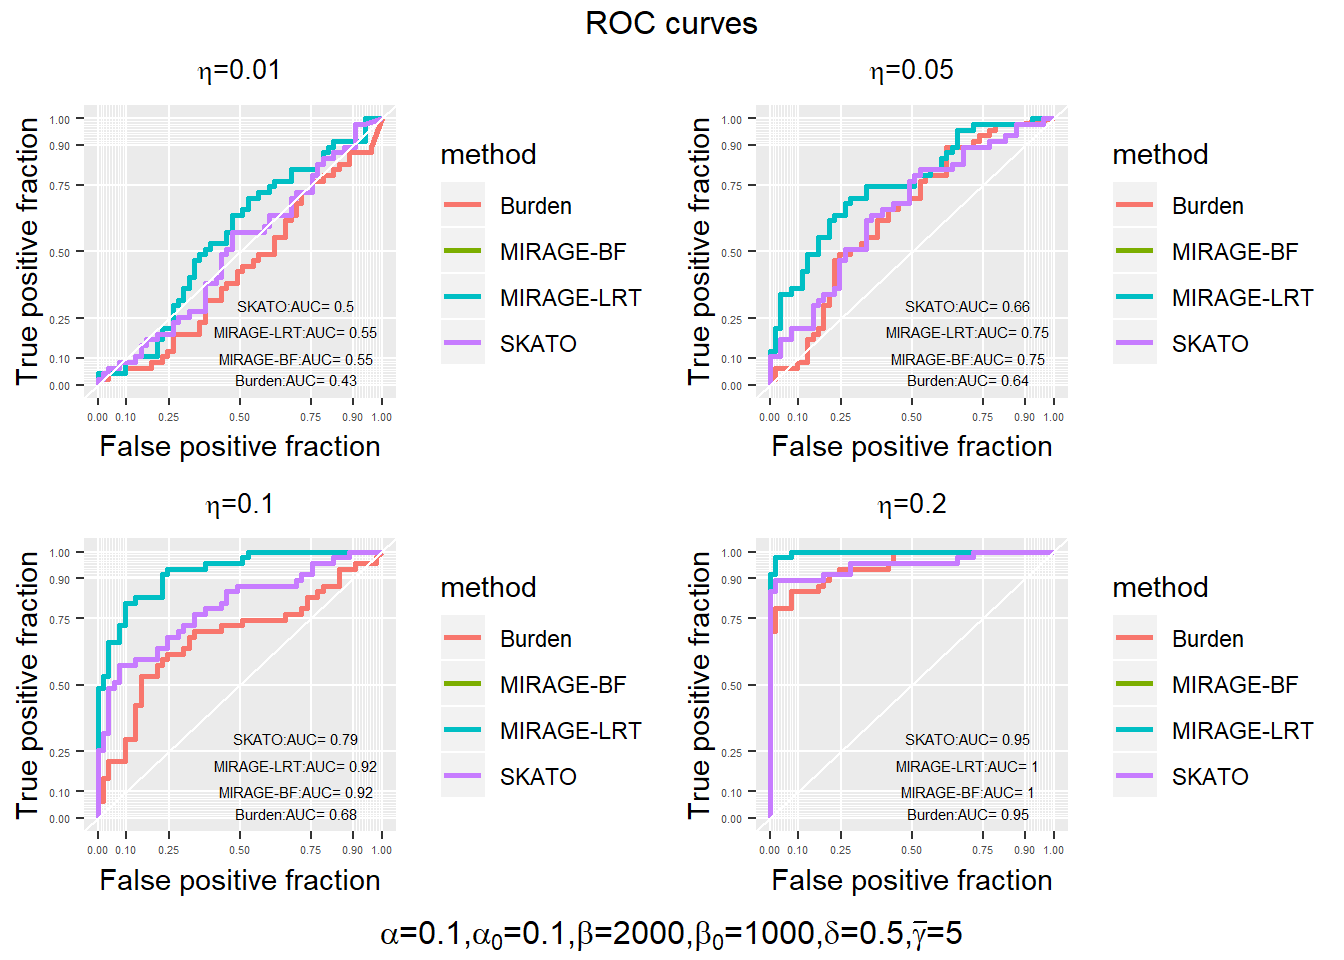 ROC curves
η=0.01
True positive fraction
1.00
0.90
0.75
0.50
0.25
0.10
0.00
SKATO:AUC= 0.5
MIRAGE-LRT:AUC= 0.55
MIRAGE-BF:AUC= 0.55
Burden:AUC= 0.43
0.00 0.10 0.25 0.50 0.75 0.90 1.00
False positive fraction
method
Burden
MIRAGE-BF
MIRAGE-LRT
SKATO
η=0.05
True positive fraction
1.00
0.90
0.75
0.50
0.25
0.10
0.00
SKATO:AUC= 0.66
MIRAGE-LRT:AUC= 0.75
MIRAGE-BF:AUC= 0.75
Burden:AUC= 0.64
0.00 0.10 0.25 0.50 0.75 0.90 1.00
False positive fraction
method
Burden
MIRAGE-BF
MIRAGE-LRT
SKATO
η=0.1
True positive fraction
1.00
0.90
0.75
0.50
0.25
0.10
0.00
SKATO:AUC= 0.79
MIRAGE-LRT:AUC= 0.92
MIRAGE-BF:AUC= 0.92
Burden:AUC= 0.68
0.00 0.10 0.25 0.50 0.75 0.90 1.00
False positive fraction
method
Burden
MIRAGE-BF
MIRAGE-LRT
SKATO
η=0.2
True positive fraction
1.00
0.90
0.75
0.50
0.25
0.10
0.00
SKATO:AUC= 0.95
MIRAGE-LRT:AUC= 1
MIRAGE-BF:AUC= 1
Burden:AUC= 0.95
0.00 0.10 0.25 0.50 0.75 0.90 1.00
False positive fraction
method
Burden
MIRAGE-BF
MIRAGE-LRT
SKATO
α=0.1,α₀=0.1,β=2000,β₀=1000,δ=0.5,γ̅=5